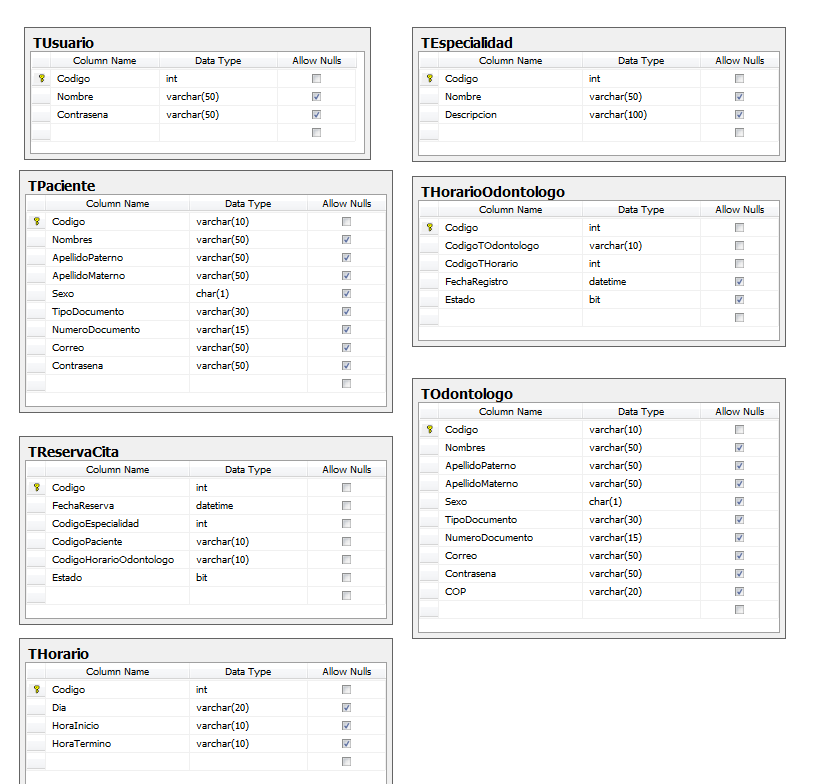 TUsuario
Column Name Data Type Allow Nulls
Codigo int
Nombre varchar(50)
Contrasena varchar(50)
TPaciente
Column Name Data Type Allow Nulls
Codigo varchar(10)
Nombres varchar(50)
ApellidoPaterno varchar(50)
ApellidoMaterno varchar(50)
Sexo char(1)
TipoDocumento varchar(30)
NumeroDocumento varchar(15)
Correo varchar(50)
Contrasena varchar(50)
TReservaCita
Column Name Data Type Allow Nulls
Codigo int
FechaReserva datetime
CodigoEspecialidad int
CodigoPaciente varchar(10)
CodigoHorarioOdontologo varchar(10)
Estado bit
THorario
Column Name Data Type Allow Nulls
Codigo int
Dia varchar(20)
HoraInicio varchar(10)
HoraTermino varchar(10)
TEspecialidad
Column Name Data Type Allow Nulls
Codigo int
Nombre varchar(50)
Descripcion varchar(100)
THorarioOdontologo
Column Name Data Type Allow Nulls
Codigo int
CodigoTOdontologo varchar(10)
CodigoTHorario int
FechaRegistro datetime
Estado bit
TOdontologo
Column Name Data Type Allow Nulls
Codigo varchar(10)
Nombres varchar(50)
ApellidoPaterno varchar(50)
ApellidoMaterno varchar(50)
Sexo char(1)
TipoDocumento varchar(30)
NumeroDocumento varchar(15)
Correo varchar(50)
Contrasena varchar(50)
COP varchar(20)